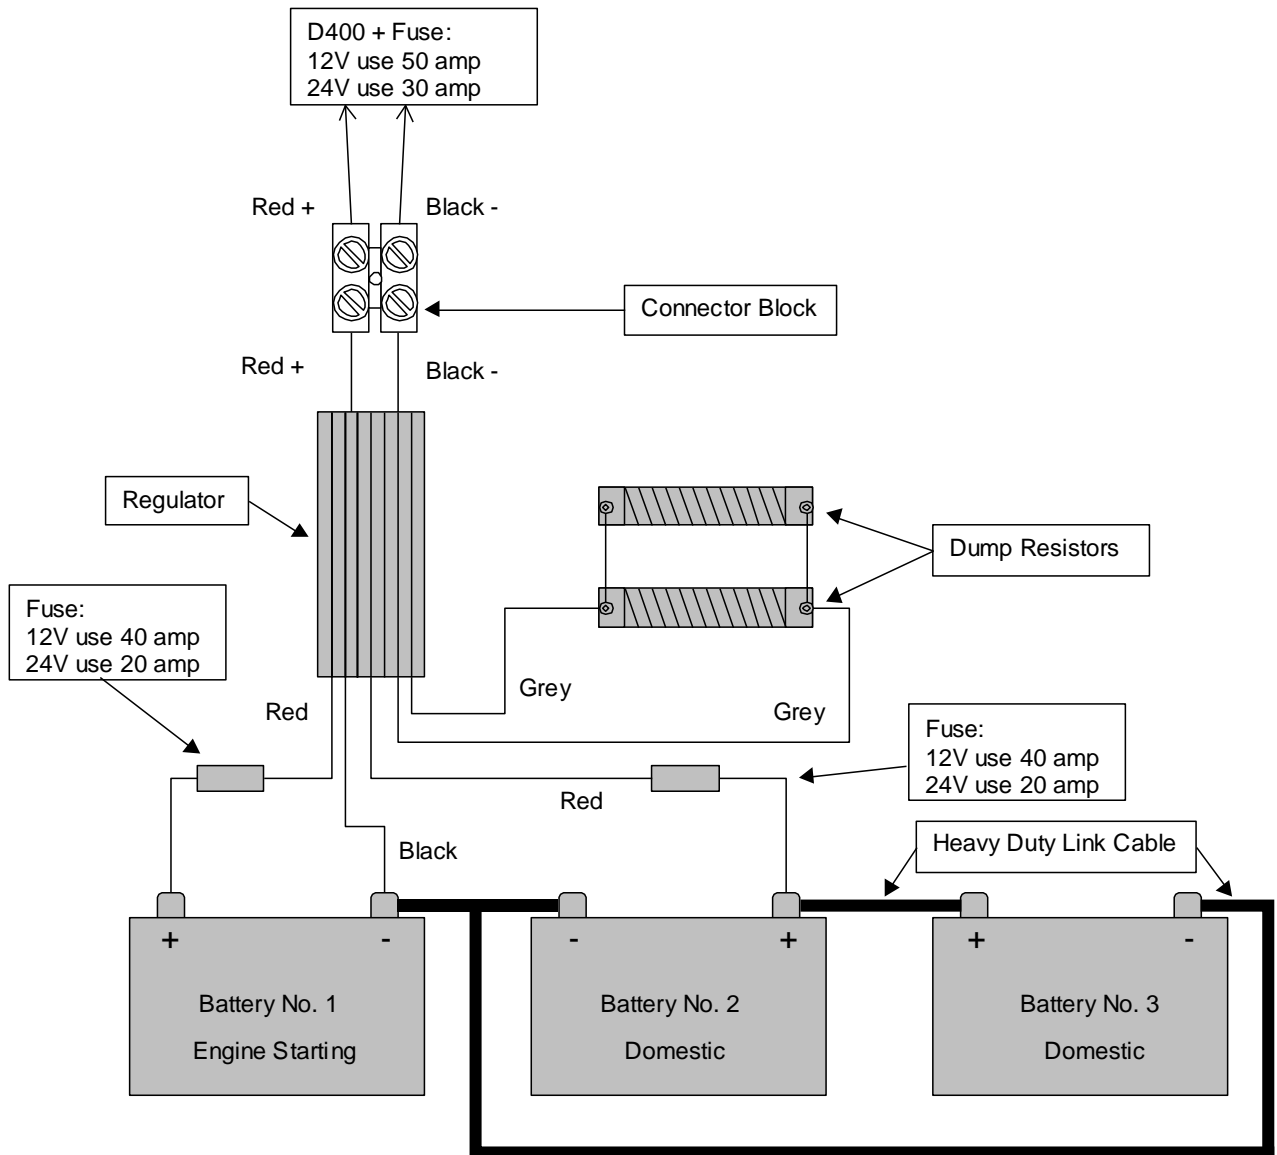 D400 + Fuse:
12V use 50 amp
24V use 30 amp
Red +
Black -
Connector Block
Red +
Black -
Regulator
Dump Resistors
Fuse:
12V use 40 amp
24V use 20 amp
Grey
Red
Grey
Fuse:
12V use 40 amp
24V use 20 amp
Red
Black
Heavy Duty Link Cable
+
-
-
+
+
-
Battery No. 1
Engine Starting
Battery No. 2
Domestic
Battery No. 3
Domestic